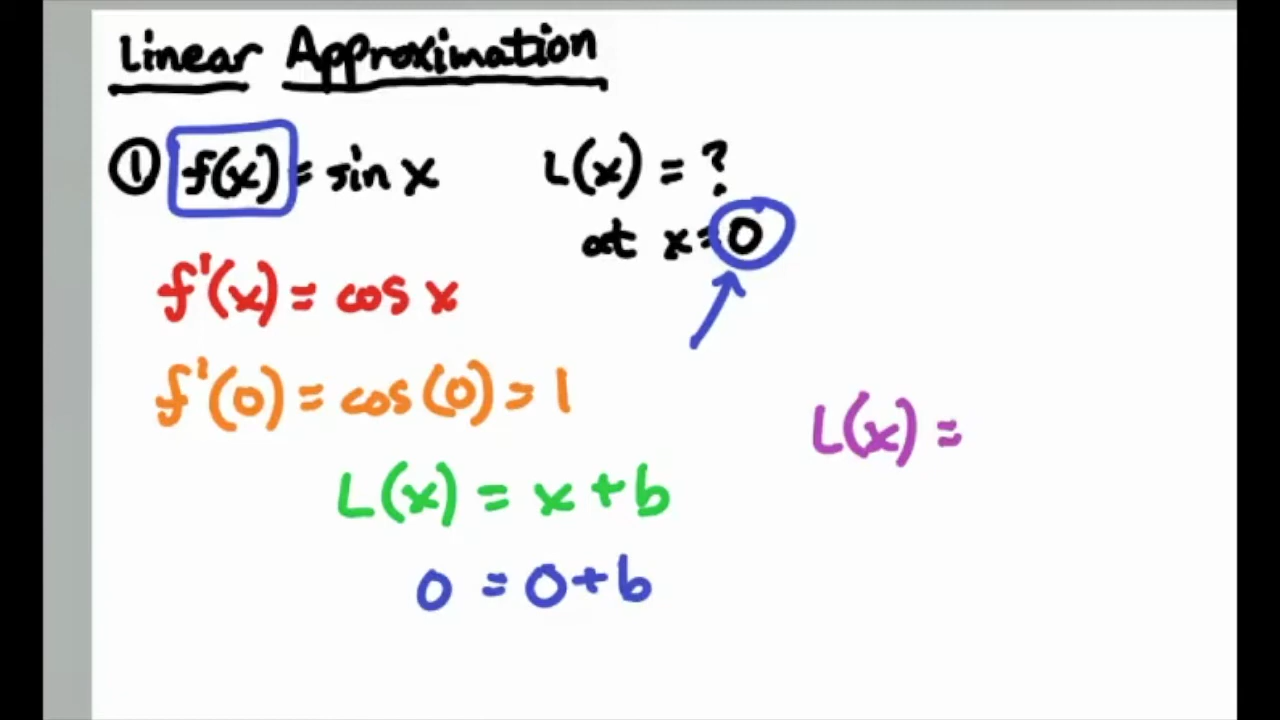 Linear Approximation
① f(x) = sin x L(x) = ?
at x = 0
f'(x) = cos x
f'(0) = cos(0) = 1
L(x) =
L(x) = x + b
0 = 0 + b